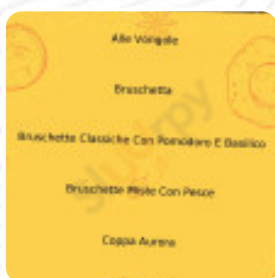 Alle Vongole
Bruschetta
Bruschette Classiche Con Pomodoro E Basilico
Bruschette Miste Con Pesce
Coppa Aurora